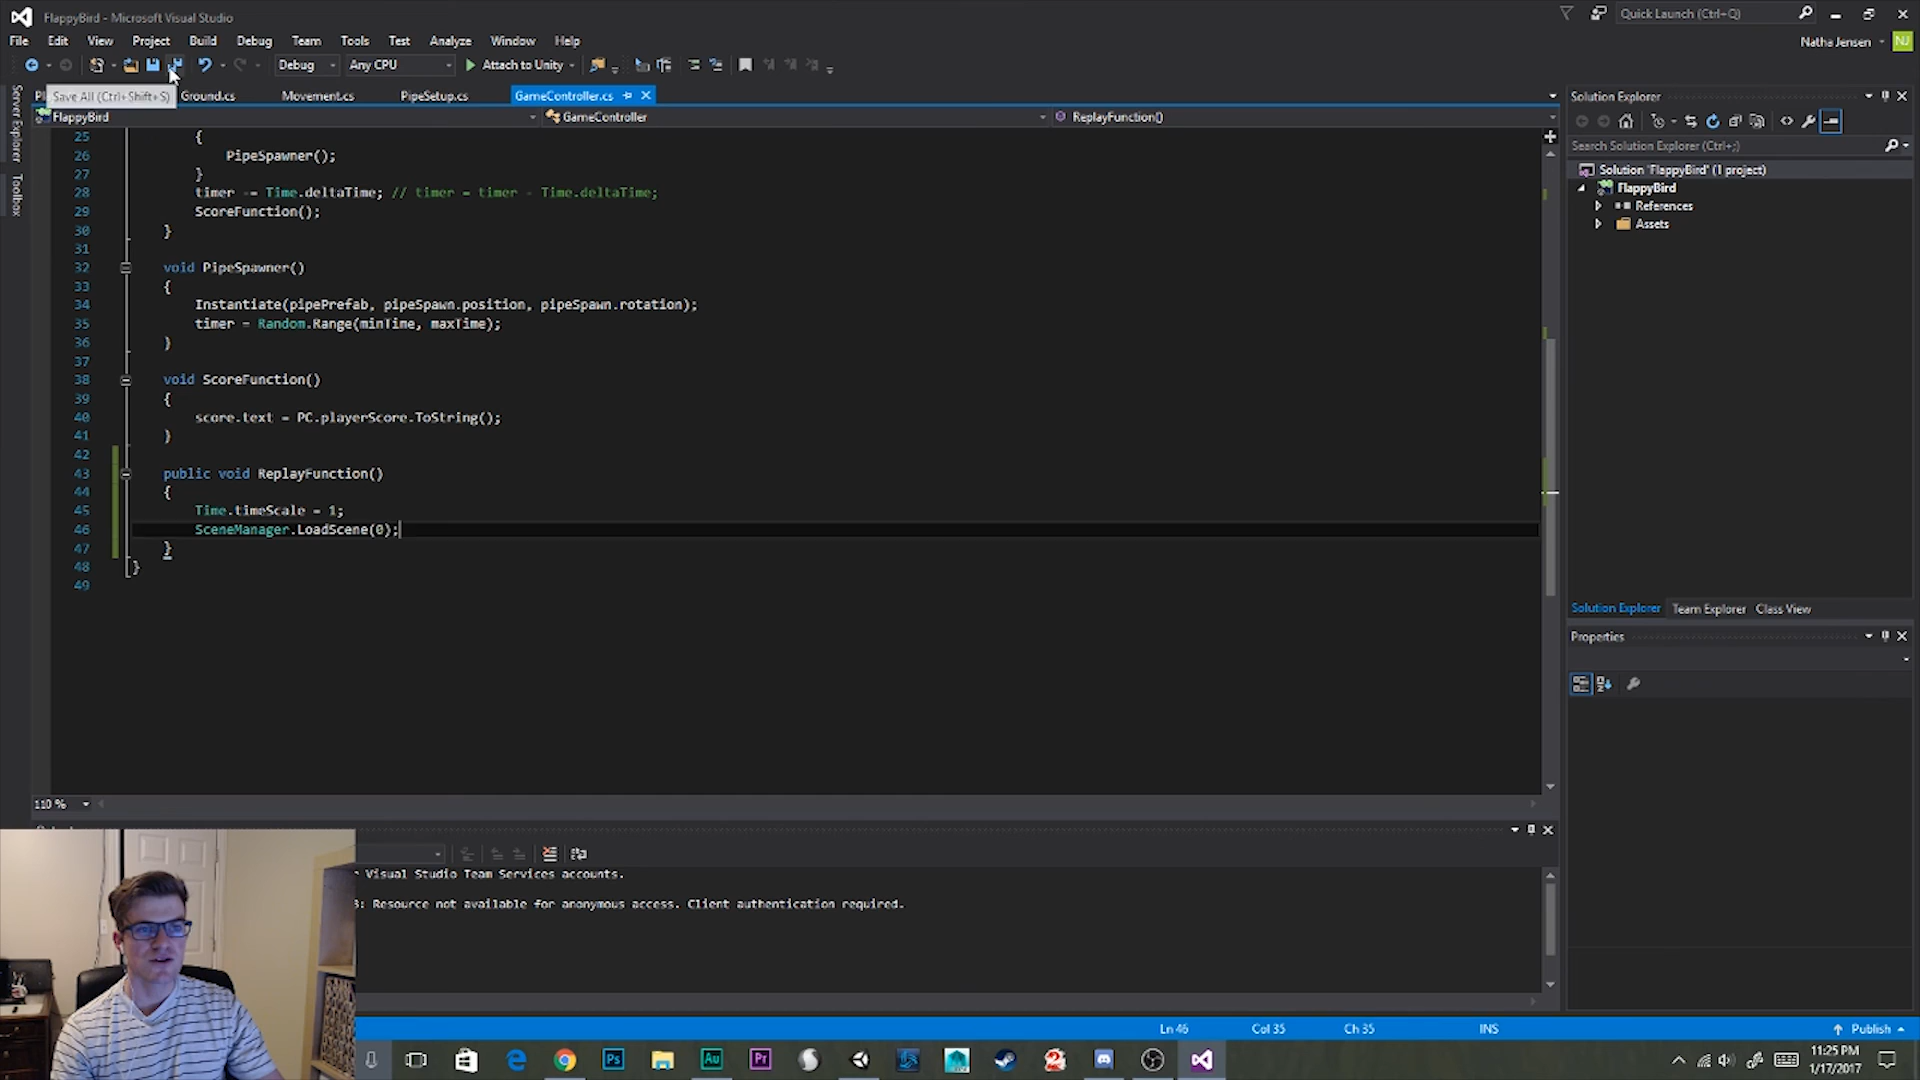 FlappyBird - Microsoft Visual Studio
Quick Launch (Ctrl+Q)
File Edit View Project Build Debug Team Tools Test Analyze Window Help
Natha Jensen NJ
Debug Any CPU Attach to Unity
Save All (Ctrl+Shift+S) Ground.cs Movement.cs PipeSetup.cs GameController.cs
FlappyBird GameController ReplayFunction()
Server Explorer
Toolbox
25 {
26 PipeSpawner();
27 }
28 timer -= Time.deltaTime; // timer = timer - Time.deltaTime;
29 ScoreFunction();
30 }
31
32 void PipeSpawner()
33 {
34 Instantiate(pipePrefab, pipeSpawn.position, pipeSpawn.rotation);
35 timer = Random.Range(minTime, maxTime);
36 }
37
38 void ScoreFunction()
39 {
40 score.text = PC.playerScore.ToString();
41 }
42
43 public void ReplayFunction()
44 {
45 Time.timeScale = 1;
46 SceneManager.LoadScene(0);
47 }
48 }
49
110 %
Solution Explorer
Search Solution Explorer (Ctrl+;)
Solution 'FlappyBird' (1 project)
FlappyBird
References
Assets
Solution Explorer Team Explorer Class View
Properties
Visual Studio Team Services accounts.
: Resource not available for anonymous access. Client authentication required.
Ln 46 Col 35 Ch 35 INS Publish
Ps Au Pr
11:25 PM
1/17/2017